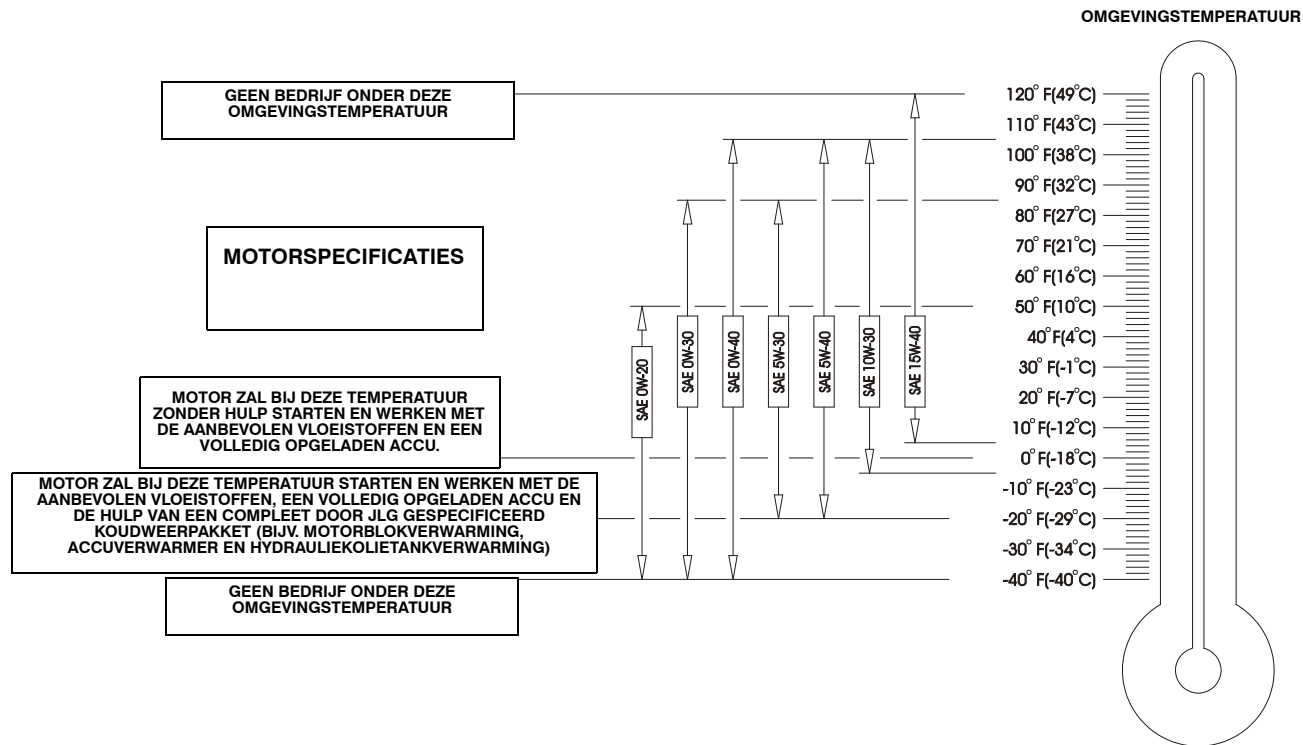 OMGEVINGSTEMPERATUUR
GEEN BEDRIJF ONDER DEZE
OMGEVINGSTEMPERATUUR
120° F(49°C)
110° F(43°C)
100° F(38°C)
90° F(32°C)
80° F(27°C)
70° F(21°C)
60° F(16°C)
50° F(10°C)
40° F(4°C)
30° F(-1°C)
20° F(-7°C)
10° F(-12°C)
0° F(-18°C)
-10° F(-23°C)
-20° F(-29°C)
-30° F(-34°C)
-40° F(-40°C)
MOTORSPECIFICATIES
SAE 0W-20
SAE 0W-30
SAE 0W-40
SAE 5W-30
SAE 5W-40
SAE 10W-30
SAE 15W-40
MOTOR ZAL BIJ DEZE TEMPERATUUR
ZONDER HULP STARTEN EN WERKEN MET
DE AANBEVOLEN VLOEISTOFFEN EN EEN
VOLLEDIG OPGELADEN ACCU.
MOTOR ZAL BIJ DEZE TEMPERATUUR STARTEN EN WERKEN MET DE
AANBEVOLEN VLOEISTOFFEN, EEN VOLLEDIG OPGELADEN ACCU EN
DE HULP VAN EEN COMPLEET DOOR JLG GESPECIFICEERD
KOUDWEERPAKKET (BIJV. MOTORBLOKVERWARMING,
ACCUVERWARMER EN HYDRAULIEKOLIETANKVERWARMING)
GEEN BEDRIJF ONDER DEZE
OMGEVINGSTEMPERATUUR